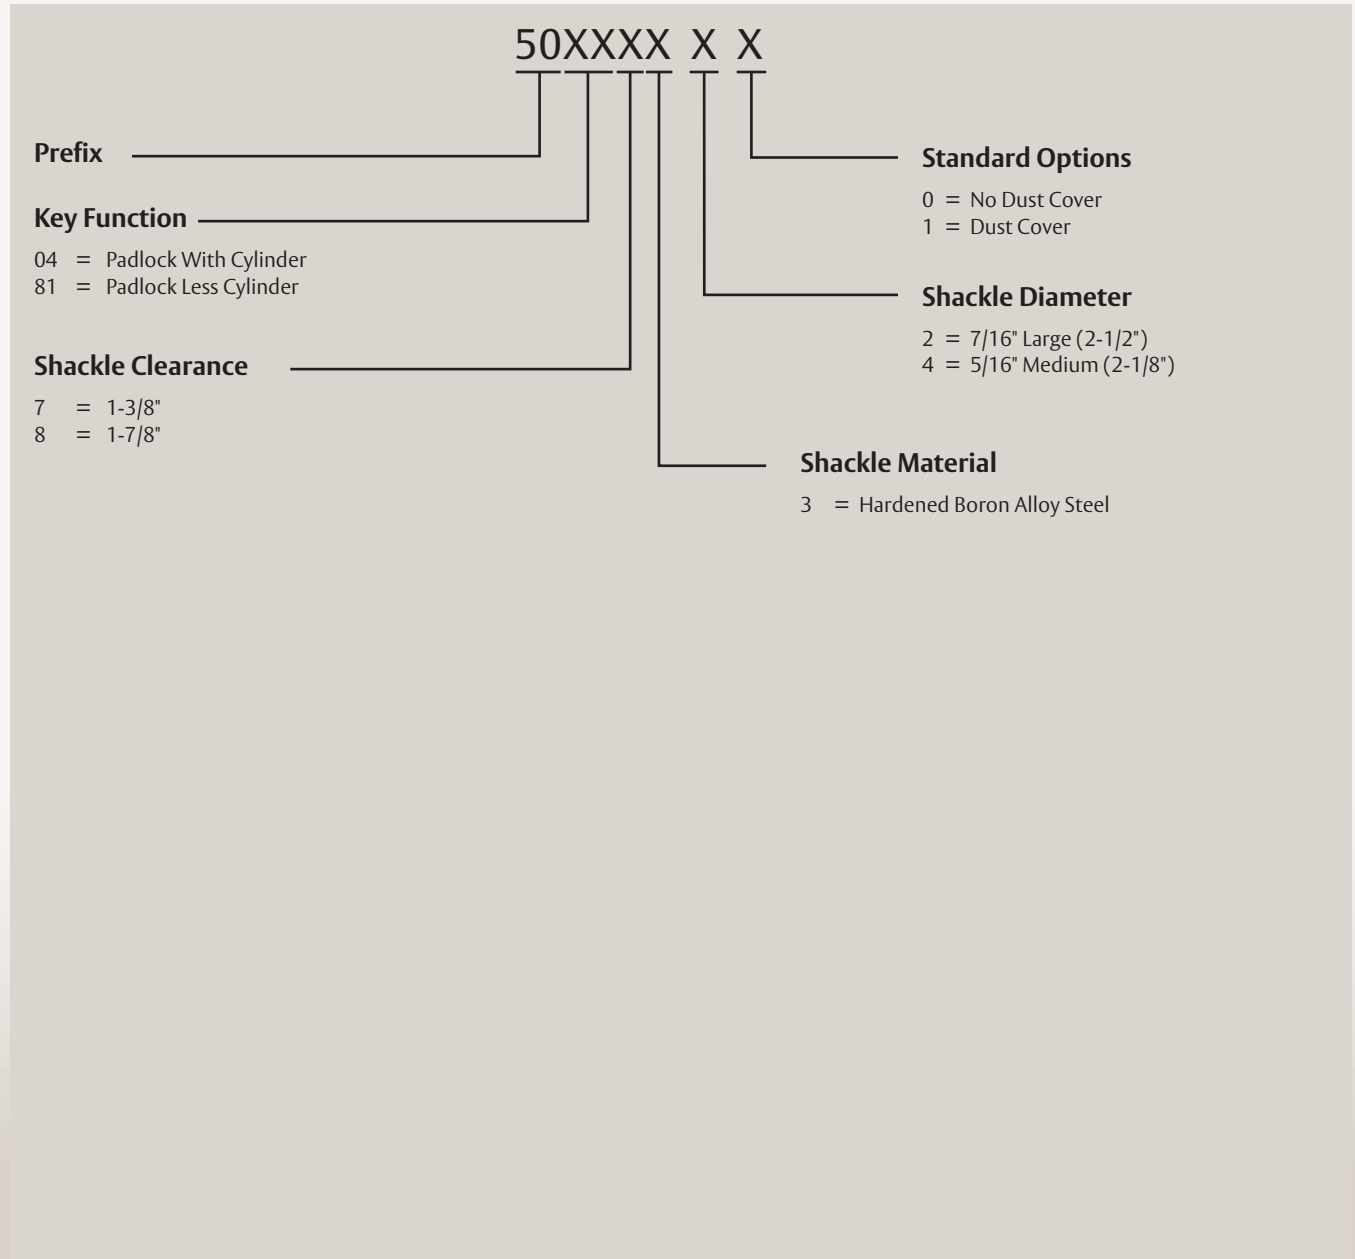 50XXXX X X
Prefix
Key Function
04 = Padlock With Cylinder
81 = Padlock Less Cylinder
Shackle Clearance
7 = 1-3/8"
8 = 1-7/8"
Standard Options
0 = No Dust Cover
1 = Dust Cover
Shackle Diameter
2 = 7/16" Large (2-1/2")
4 = 5/16" Medium (2-1/8")
Shackle Material
3 = Hardened Boron Alloy Steel